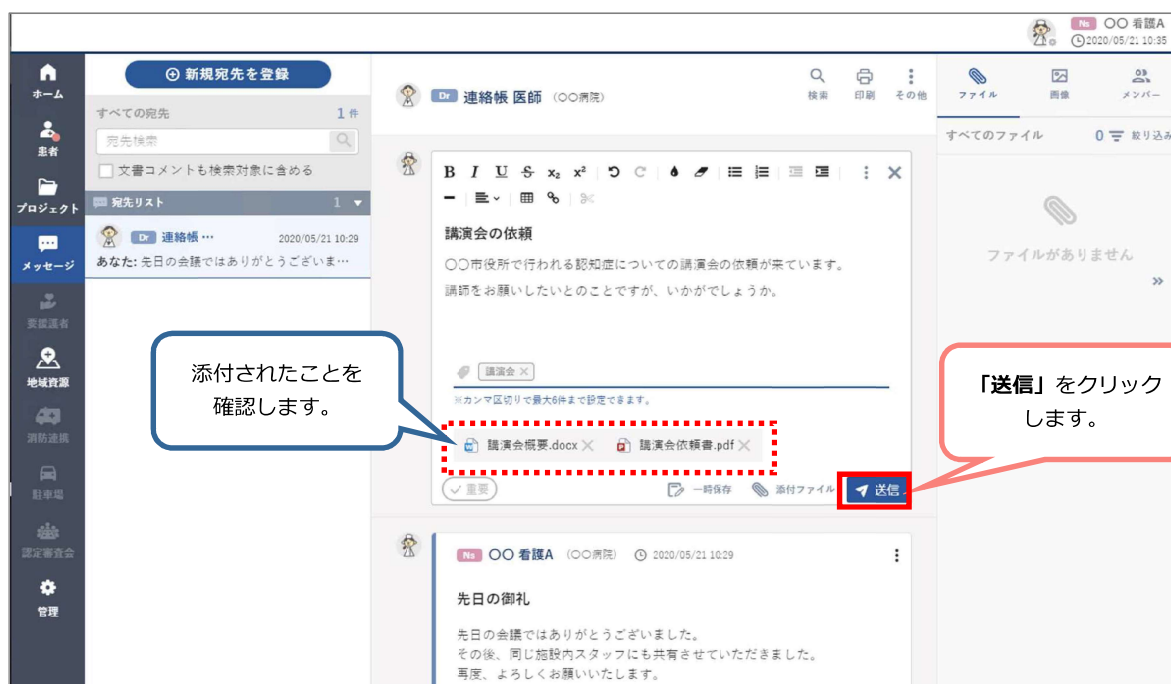 Ns 〇〇 看護A
2020/05/21 10:35
ホーム
患者
プロジェクト
メッセージ
要援護者
地域資源
消防連携
駐車場
認定審査会
管理
新規宛先を登録
すべての宛先 1 件
宛先検索
文書コメントも検索対象に含める
宛先リスト 1
Dr 連絡帳 … 2020/05/21 10:29
あなた: 先日の会議ではありがとうございま…
Dr 連絡帳 医師 (〇〇病院)
検索 印刷 その他
B I U S x₂ x²
講演会の依頼
〇〇市役所で行われる認知症についての講演会の依頼が来ています。
講師をお願いしたいとのことですが、いかがでしょうか。
講演会
※カンマ区切りで最大6件まで設定できます。
講演会概要.docx 講演会依頼書.pdf
重要 一時保存 添付ファイル 送信
Ns 〇〇 看護A (〇〇病院) 2020/05/21 10:29
先日の御礼
先日の会議ではありがとうございました。
その後、同じ施設内スタッフにも共有させていただきました。
再度、よろしくお願いいたします。
ファイル 画像 メンバー
すべてのファイル 0 絞り込み
ファイルがありません
添付されたことを
確認します。
「送信」をクリック
します。